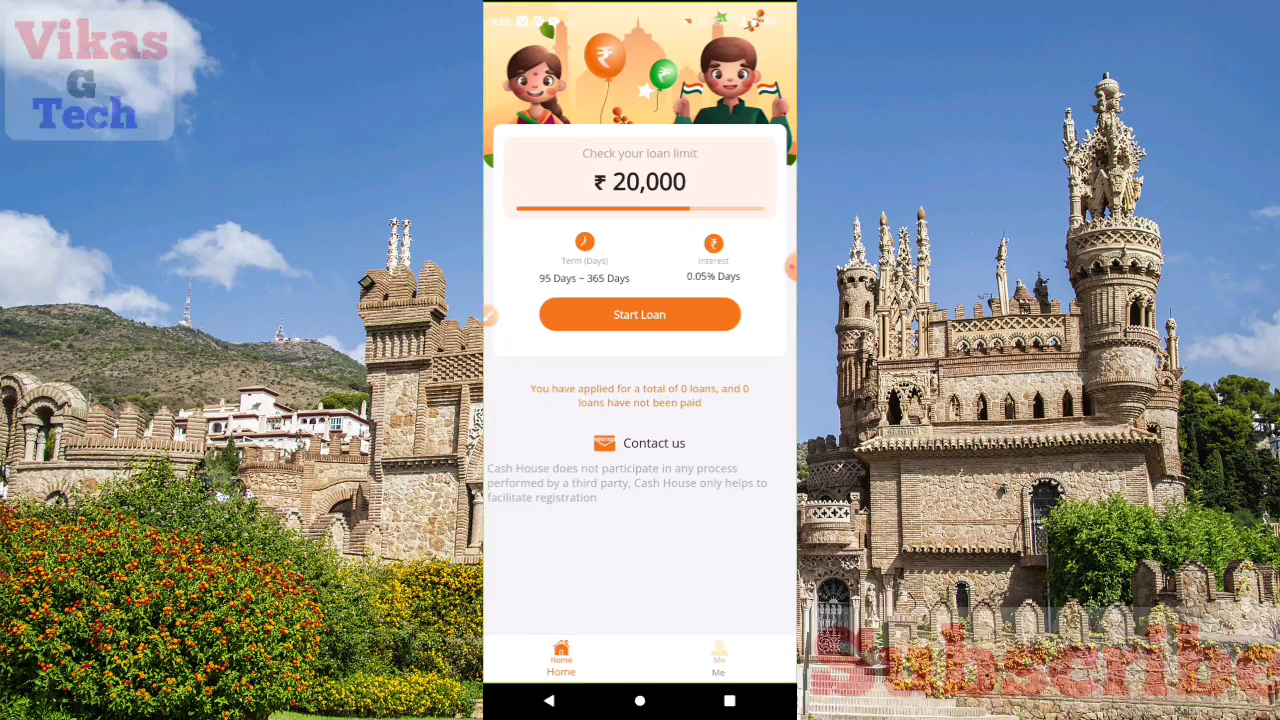 Vikas
G
Tech
Check your loan limit
₹ 20,000
Term (Days)
Interest
95 Days ~ 365 Days
0.05% Days
Start Loan
You have applied for a total of 0 loans, and 0
loans have not been paid
Contact us
Cash House does not participate in any process
performed by a third party, Cash House only helps to
facilitate registration
Home
Me
Home
Me
Subscribe